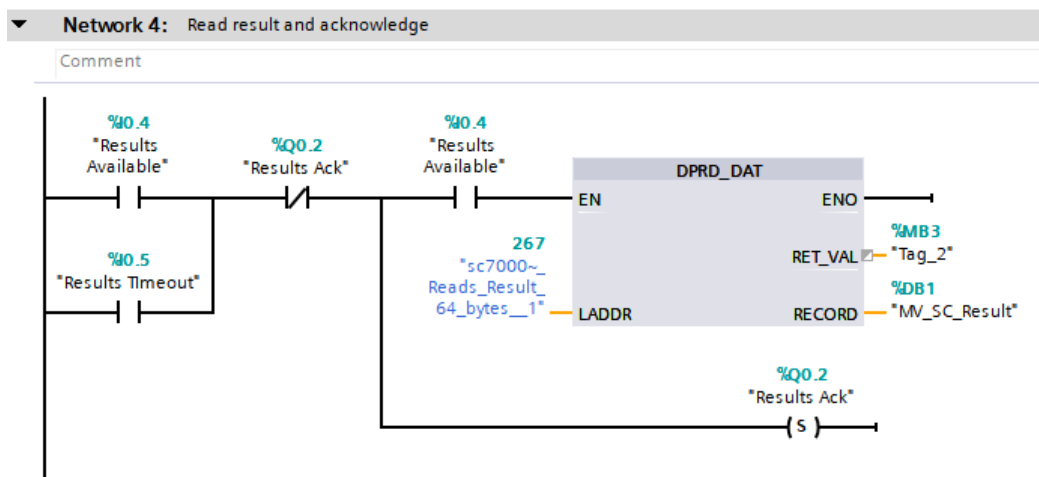 Network 4: Read result and acknowledge
Comment
%I0.4
"Results
Available"
%Q0.2
"Results Ack"
%I0.4
"Results
Available"
DPRD_DAT
EN
ENO
%I0.5
"Results TImeout"
267
"sc7000~_
Reads_Result_
64_bytes__1"
LADDR
RET_VAL
%MB3
"Tag_2"
RECORD
%DB1
"MV_SC_Result"
%Q0.2
"Results Ack"
S